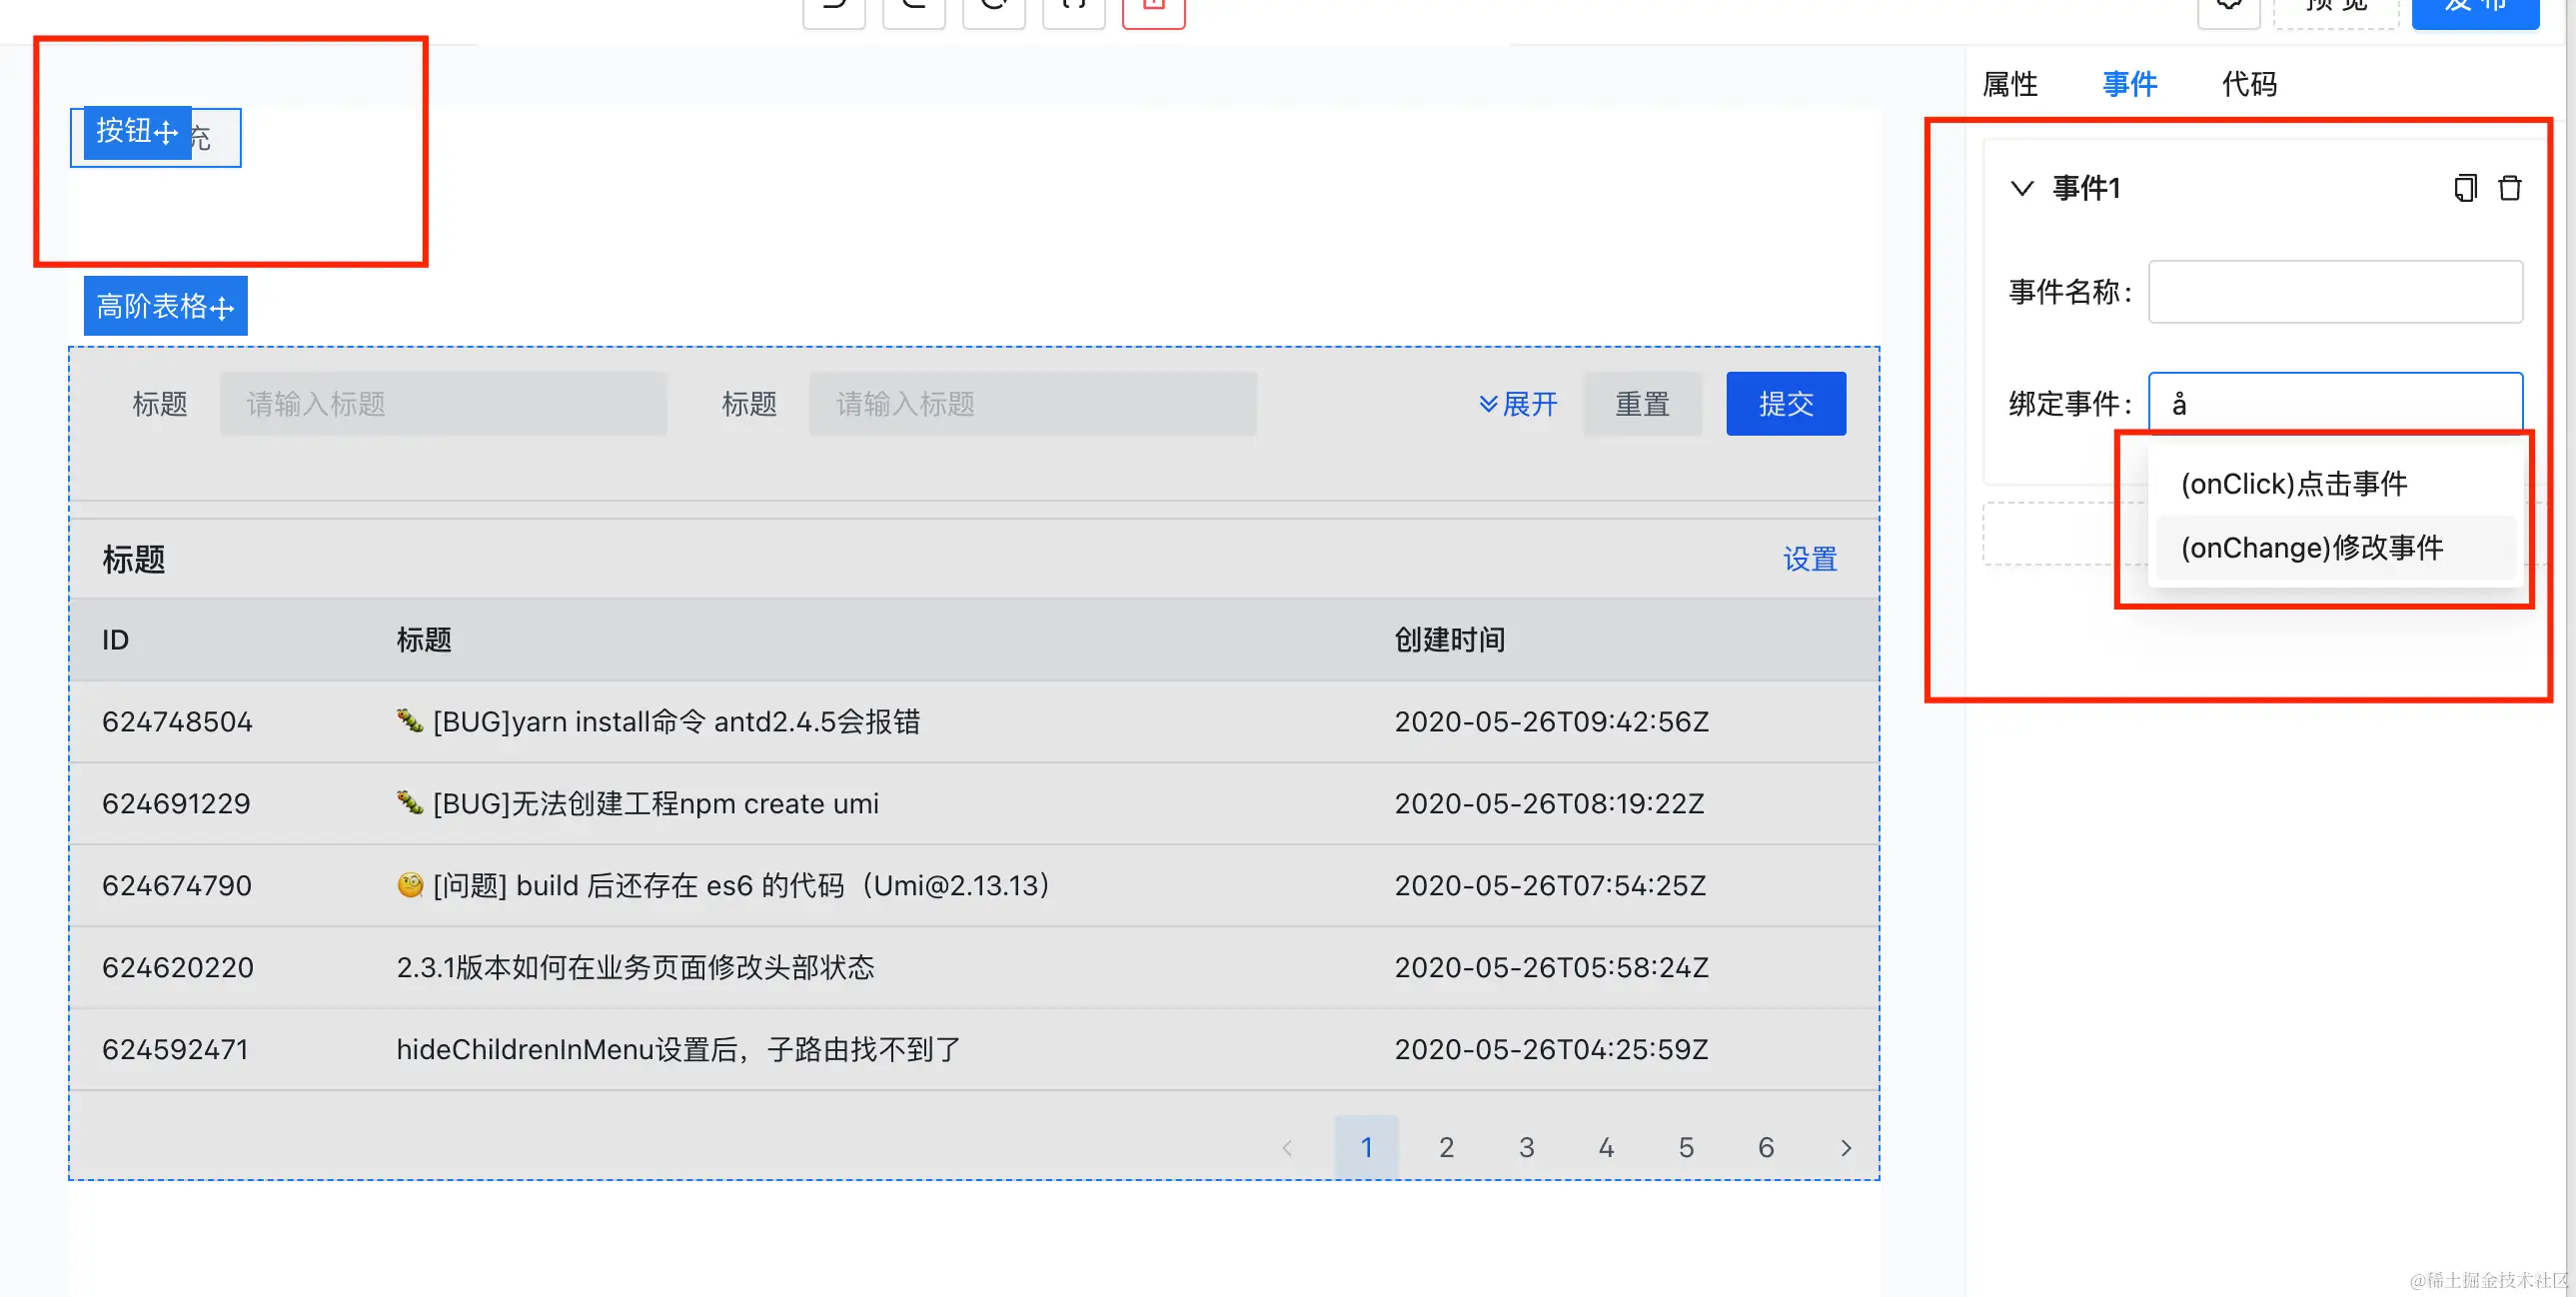 预 览
发 布
属性 事件 代码
按钮 充
事件1
事件名称：
高阶表格
标题 请输入标题 标题 请输入标题 展开 重置 提交
绑定事件： å
(onClick)点击事件
(onChange)修改事件
标题 设置
ID 标题 创建时间
624748504 🐛 [BUG]yarn install命令 antd2.4.5会报错 2020-05-26T09:42:56Z
624691229 🐛 [BUG]无法创建工程npm create umi 2020-05-26T08:19:22Z
624674790 🧐 [问题] build 后还存在 es6 的代码（Umi@2.13.13） 2020-05-26T07:54:25Z
624620220 2.3.1版本如何在业务页面修改头部状态 2020-05-26T05:58:24Z
624592471 hideChildrenInMenu设置后，子路由找不到了 2020-05-26T04:25:59Z
1 2 3 4 5 6
@稀土掘金技术社区